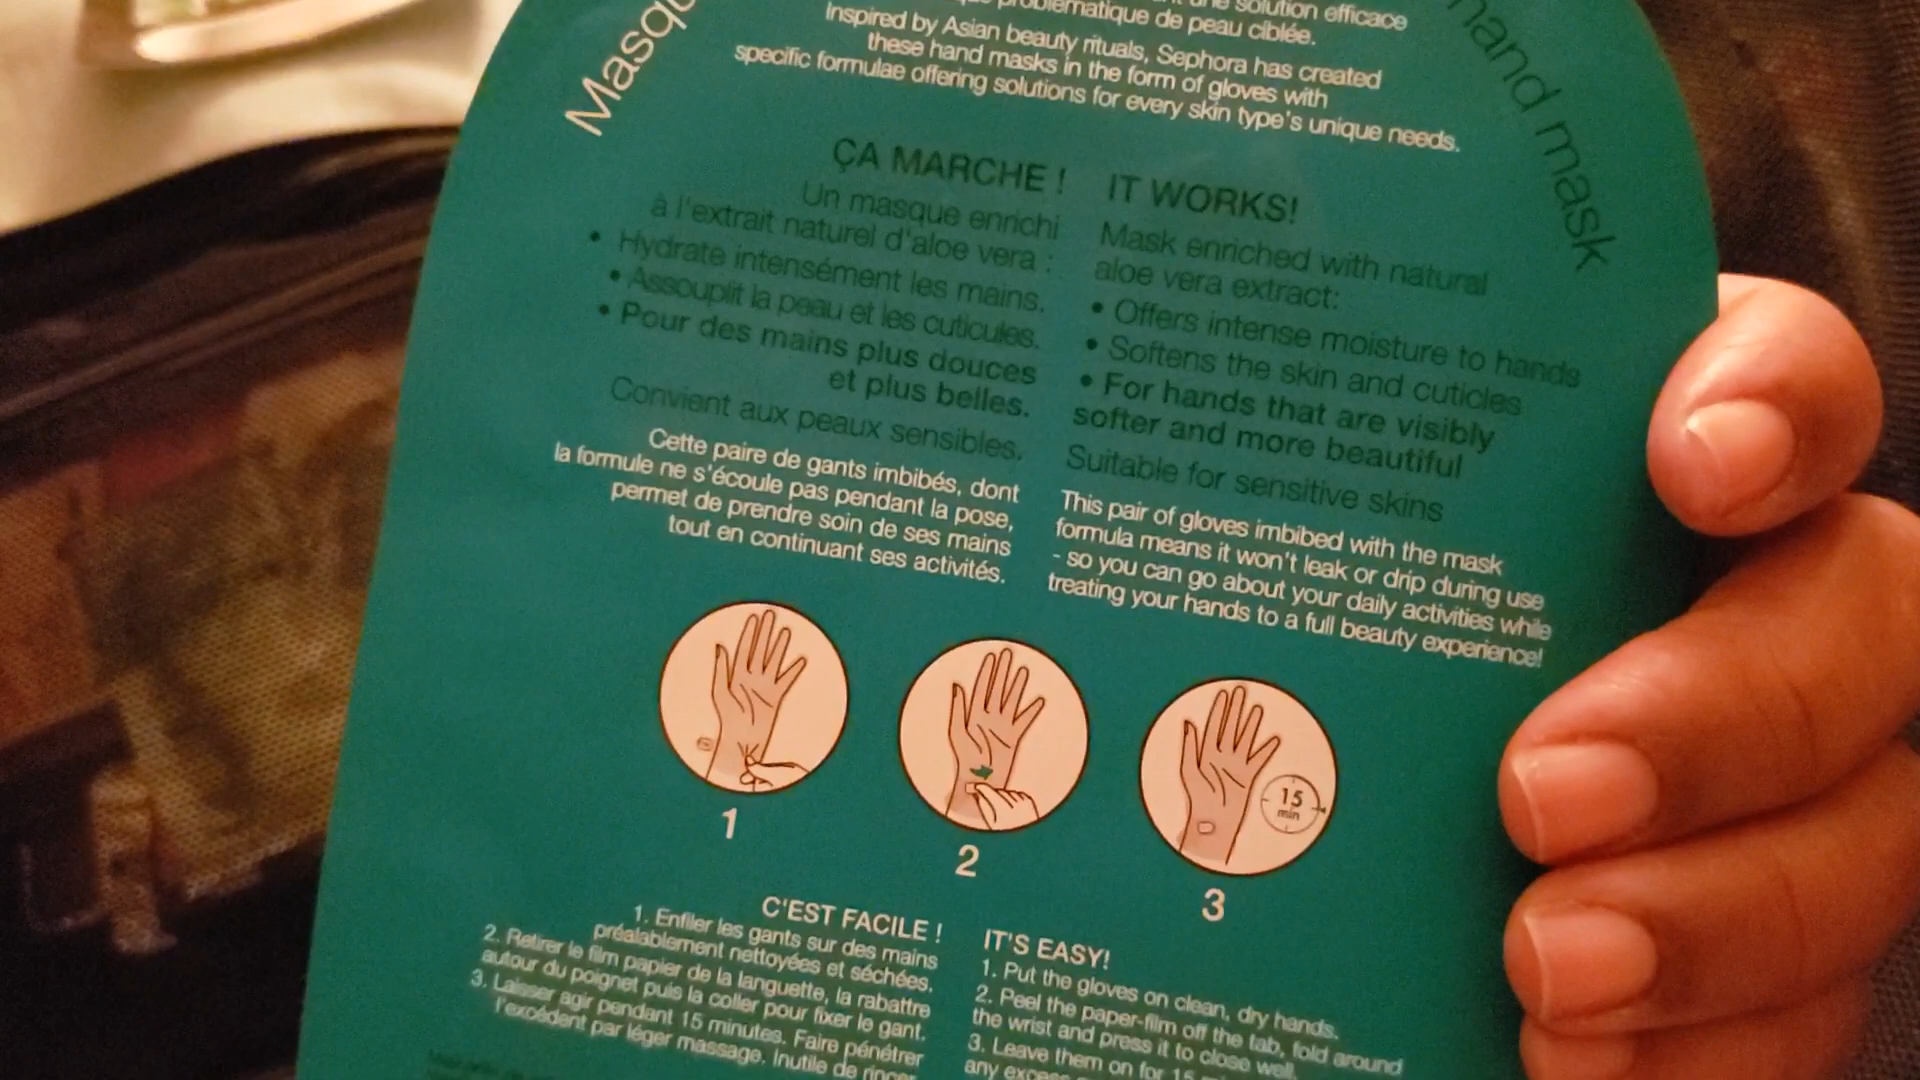 Masqu
hand mask
une solution efficace
problématique de peau ciblée.
Inspired by Asian beauty rituals, Sephora has created
these hand masks in the form of gloves with
specific formulae offering solutions for every skin type's unique needs.
ÇA MARCHE !
Un masque enrichi
à l'extrait naturel d'aloe vera :
• Hydrate intensément les mains.
• Assouplit la peau et les cuticules.
• Pour des mains plus douces
et plus belles.
Convient aux peaux sensibles.
Cette paire de gants imbibés, dont
la formule ne s'écoule pas pendant la pose,
permet de prendre soin de ses mains
tout en continuant ses activités.
IT WORKS!
Mask enriched with natural
aloe vera extract:
• Offers intense moisture to hands
• Softens the skin and cuticles
• For hands that are visibly
softer and more beautiful
Suitable for sensitive skins
This pair of gloves imbibed with the mask
formula means it won't leak or drip during use
- so you can go about your daily activities while
treating your hands to a full beauty experience!
15
min
1
2
3
C'EST FACILE !
1. Enfiler les gants sur des mains
préalablement nettoyées et séchées.
2. Retirer le film papier de la languette, la rabattre
autour du poignet puis la coller pour fixer le gant.
3. Laisser agir pendant 15 minutes. Faire pénétrer
l'excédent par léger massage. Inutile de rincer
IT'S EASY!
1. Put the gloves on clean, dry hands.
2. Peel the paper-film off the tab, fold around
the wrist and press it to close well.
3. Leave them on for 15
any excess